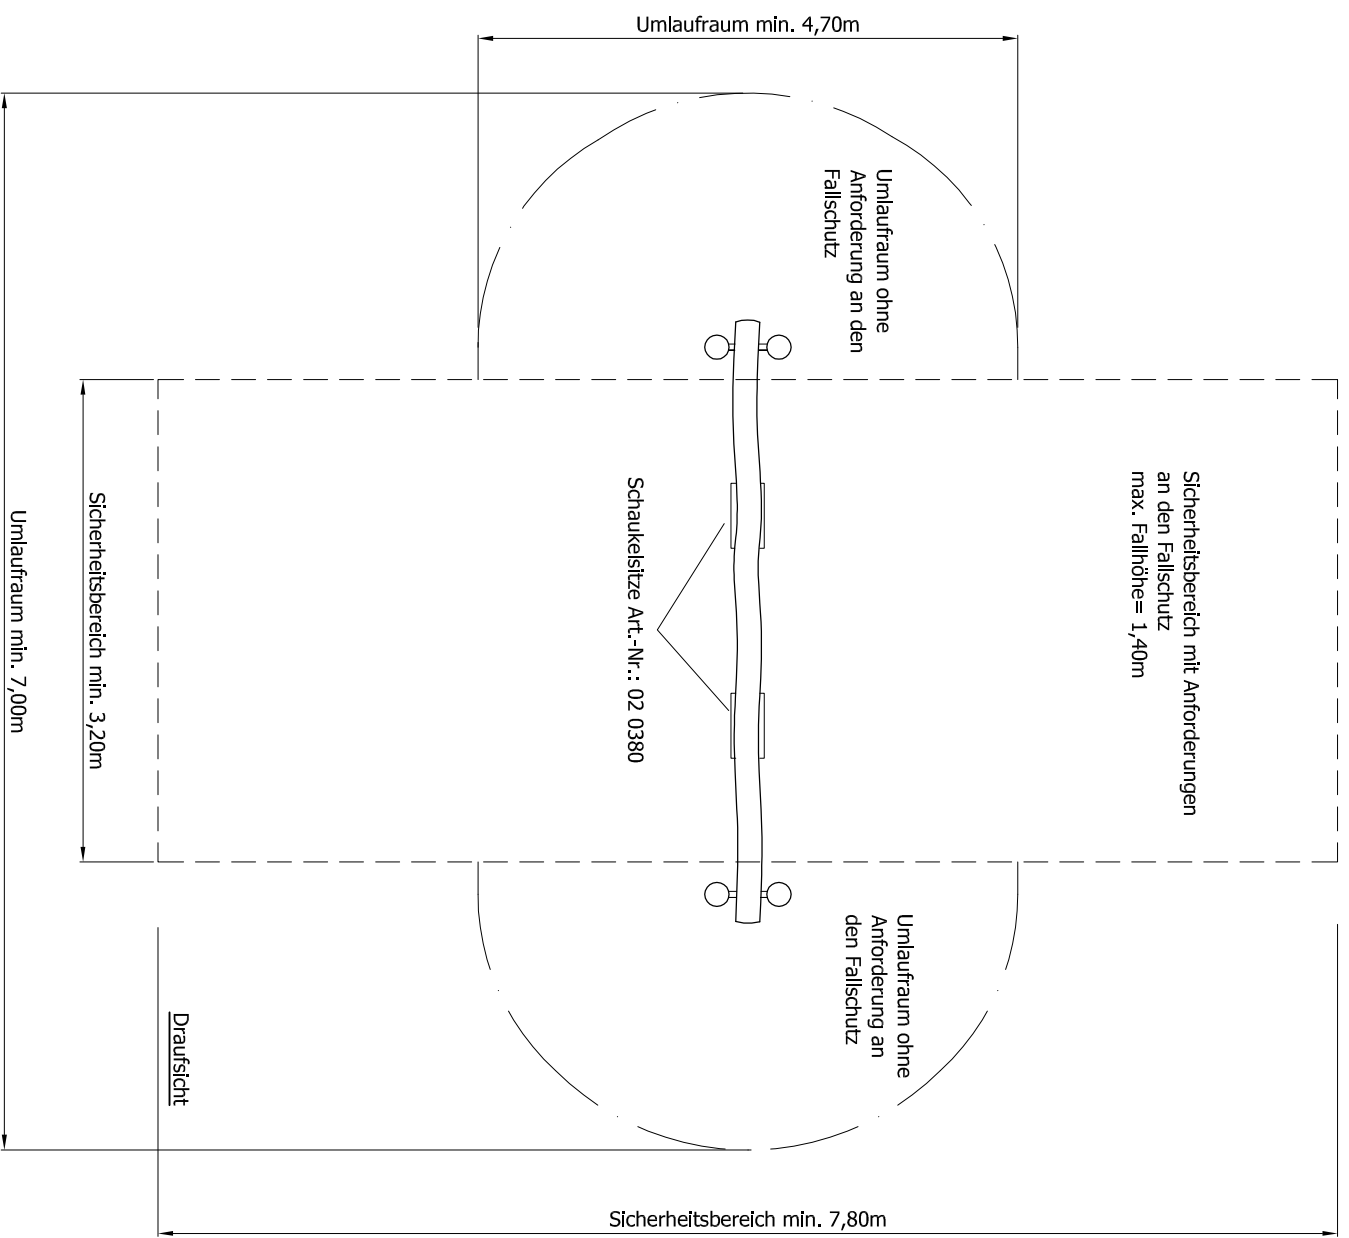 Umlaufraum min. 4,70m
Umlaufraum ohne
Anforderung an den
Fallschutz
Sicherheitsbereich mit Anforderungen
an den Fallschutz
max. Fallhöhe= 1,40m
Schaukelsitze Art.-Nr.: 02 0380
Sicherheitsbereich min. 3,20m
Umlaufraum min. 7,00m
Umlaufraum ohne
Anforderung an
den Fallschutz
Draufsicht
Sicherheitsbereich min. 7,80m